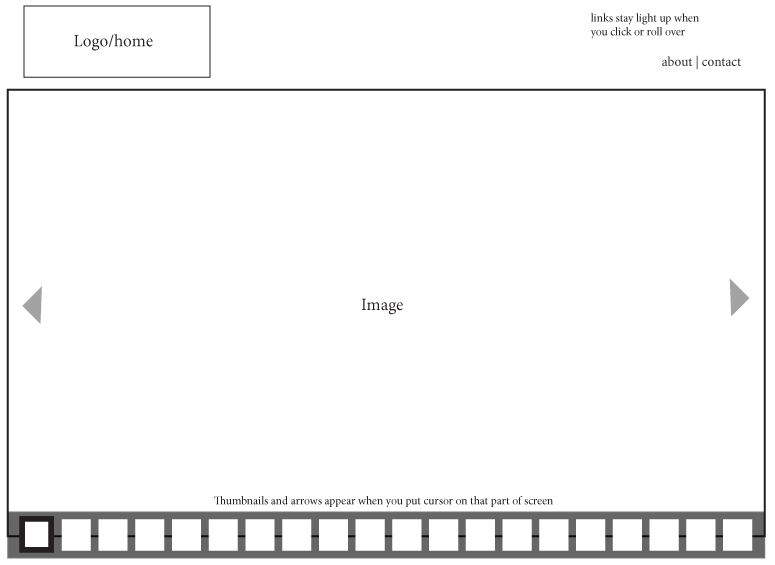 Logo/home
links stay light up when
you click or roll over
about | contact
Image
Thumbnails and arrows appear when you put cursor on that part of screen